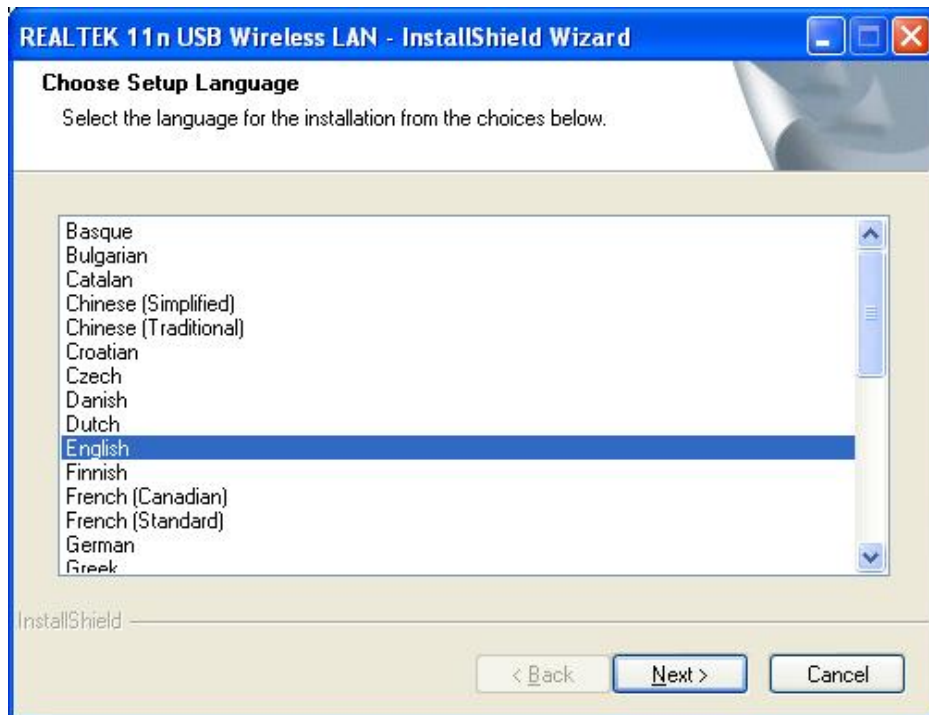 REALTEK 11n USB Wireless LAN - InstallShield Wizard
Choose Setup Language
Select the language for the installation from the choices below.
Basque
Bulgarian
Catalan
Chinese (Simplified)
Chinese (Traditional)
Croatian
Czech
Danish
Dutch
English
Finnish
French (Canadian)
French (Standard)
German
Greek
InstallShield
< Back
Next >
Cancel